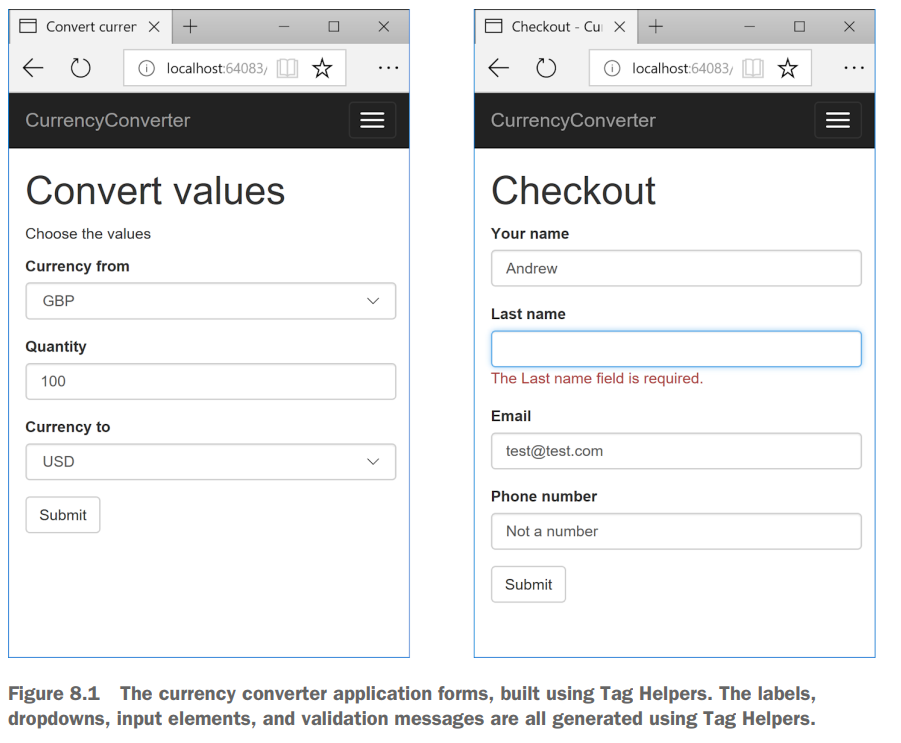 Convert currer
localhost:64083/
CurrencyConverter
Convert values
Choose the values
Currency from
GBP
Quantity
100
Currency to
USD
Submit
Checkout - Cu
localhost:64083/
CurrencyConverter
Checkout
Your name
Andrew
Last name
The Last name field is required.
Email
test@test.com
Phone number
Not a number
Submit
Figure 8.1 The currency converter application forms, built using Tag Helpers. The labels,
dropdowns, input elements, and validation messages are all generated using Tag Helpers.